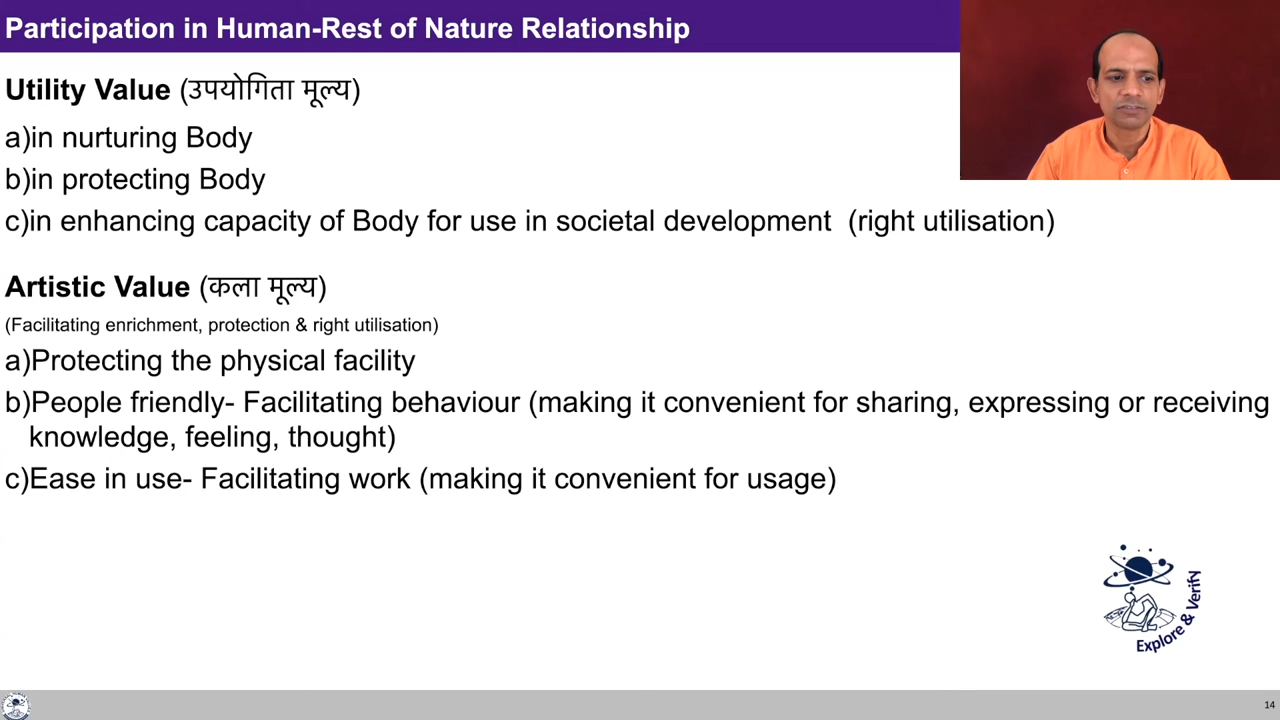 Participation in Human-Rest of Nature Relationship
Utility Value (उपयोगिता मूल्य)
a)in nurturing Body
b)in protecting Body
c)in enhancing capacity of Body for use in societal development (right utilisation)
Artistic Value (कला मूल्य)
(Facilitating enrichment, protection & right utilisation)
a)Protecting the physical facility
b)People friendly- Facilitating behaviour (making it convenient for sharing, expressing or receiving
knowledge, feeling, thought)
c)Ease in use- Facilitating work (making it convenient for usage)
Explore & Verify
14